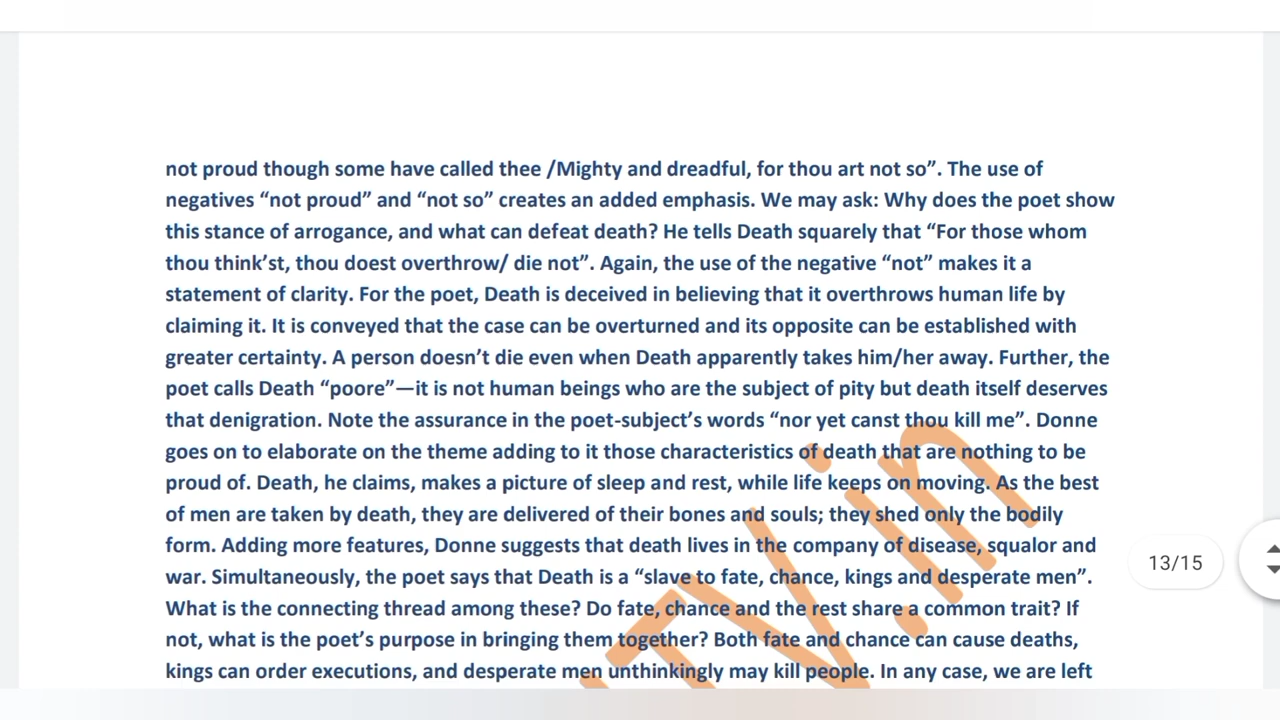 not proud though some have called thee /Mighty and dreadful, for thou art not so”. The use of
negatives “not proud” and “not so” creates an added emphasis. We may ask: Why does the poet show
this stance of arrogance, and what can defeat death? He tells Death squarely that “For those whom
thou think’st, thou doest overthrow/ die not”. Again, the use of the negative “not” makes it a
statement of clarity. For the poet, Death is deceived in believing that it overthrows human life by
claiming it. It is conveyed that the case can be overturned and its opposite can be established with
greater certainty. A person doesn’t die even when Death apparently takes him/her away. Further, the
poet calls Death “poore”—it is not human beings who are the subject of pity but death itself deserves
that denigration. Note the assurance in the poet-subject’s words “nor yet canst thou kill me”. Donne
goes on to elaborate on the theme adding to it those characteristics of death that are nothing to be
proud of. Death, he claims, makes a picture of sleep and rest, while life keeps on moving. As the best
of men are taken by death, they are delivered of their bones and souls; they shed only the bodily
form. Adding more features, Donne suggests that death lives in the company of disease, squalor and
war. Simultaneously, the poet says that Death is a “slave to fate, chance, kings and desperate men”.
What is the connecting thread among these? Do fate, chance and the rest share a common trait? If
not, what is the poet’s purpose in bringing them together? Both fate and chance can cause deaths,
kings can order executions, and desperate men unthinkingly may kill people. In any case, we are left
13/15
TV.in